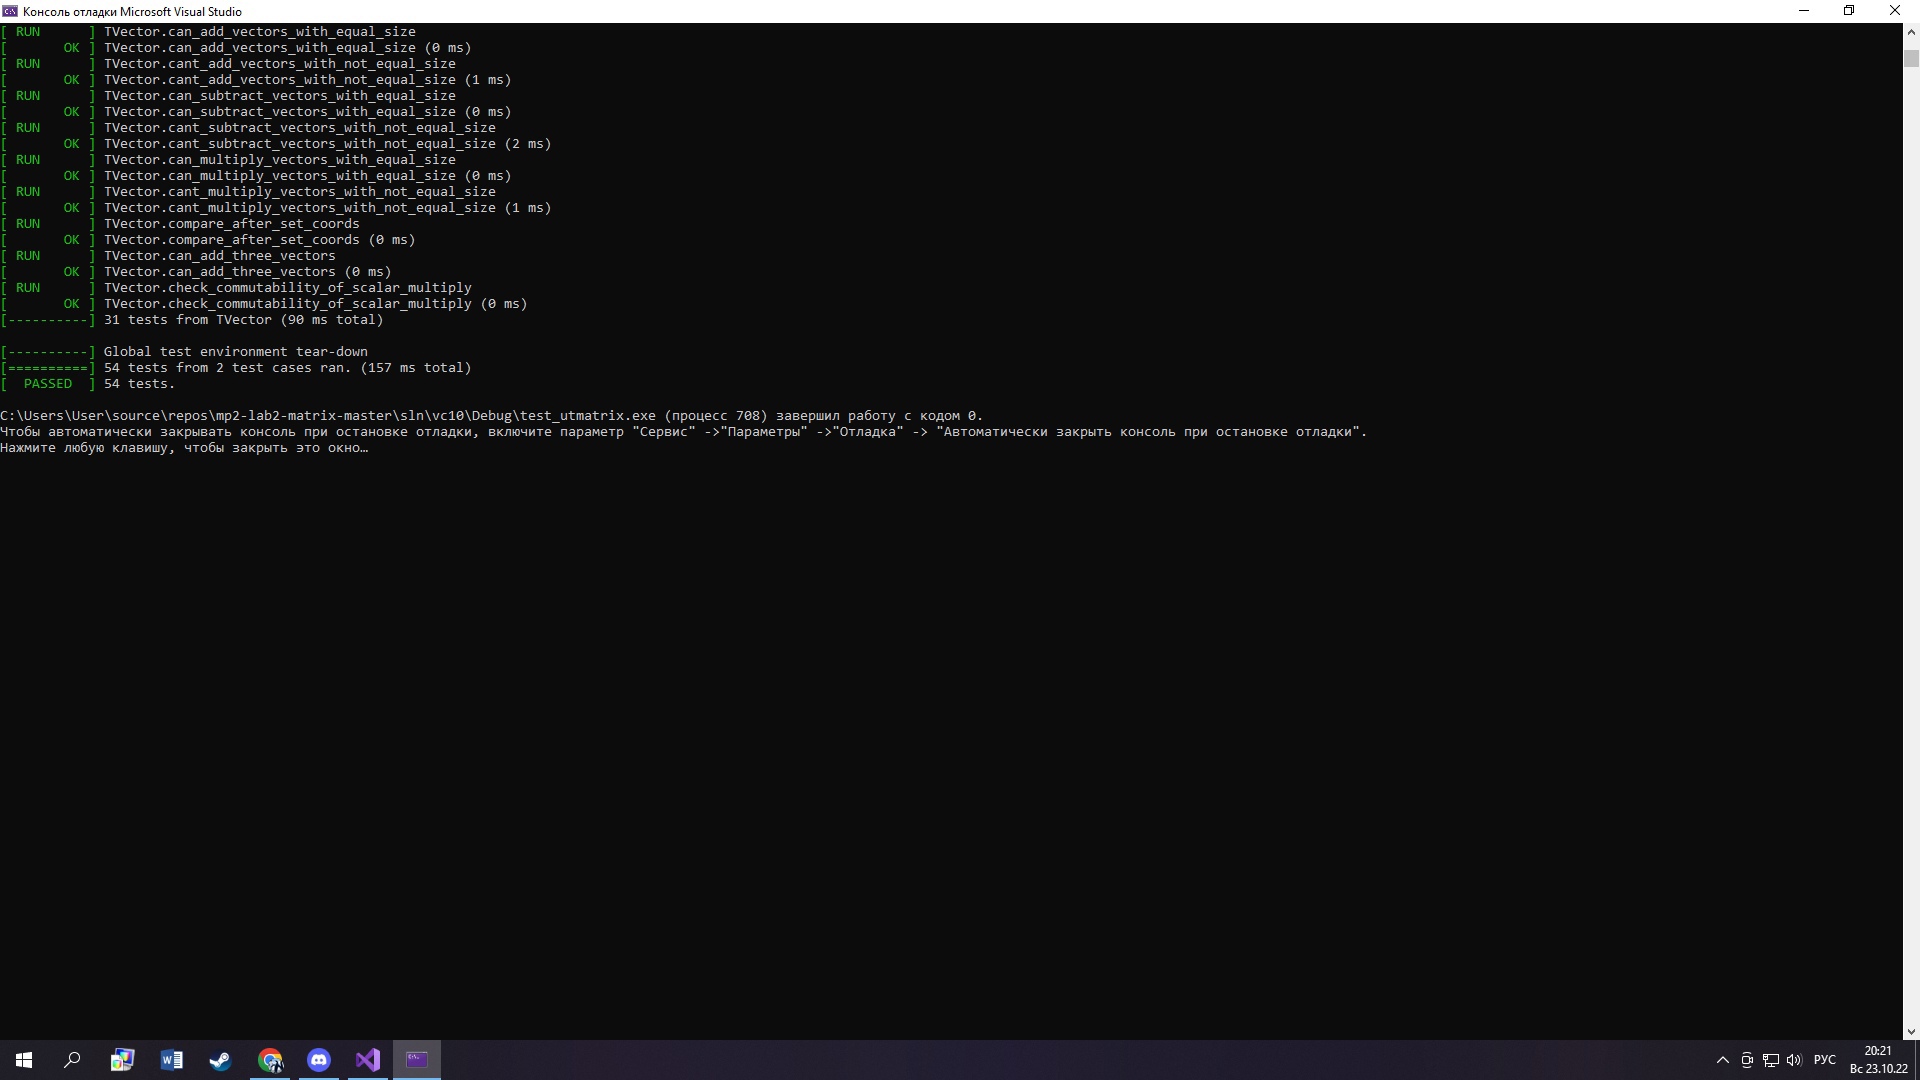 Консоль отладки Microsoft Visual Studio
[ RUN      ] TVector.can_add_vectors_with_equal_size
[       OK ] TVector.can_add_vectors_with_equal_size (0 ms)
[ RUN      ] TVector.cant_add_vectors_with_not_equal_size
[       OK ] TVector.cant_add_vectors_with_not_equal_size (1 ms)
[ RUN      ] TVector.can_subtract_vectors_with_equal_size
[       OK ] TVector.can_subtract_vectors_with_equal_size (0 ms)
[ RUN      ] TVector.cant_subtract_vectors_with_not_equal_size
[       OK ] TVector.cant_subtract_vectors_with_not_equal_size (2 ms)
[ RUN      ] TVector.can_multiply_vectors_with_equal_size
[       OK ] TVector.can_multiply_vectors_with_equal_size (0 ms)
[ RUN      ] TVector.cant_multiply_vectors_with_not_equal_size
[       OK ] TVector.cant_multiply_vectors_with_not_equal_size (1 ms)
[ RUN      ] TVector.compare_after_set_coords
[       OK ] TVector.compare_after_set_coords (0 ms)
[ RUN      ] TVector.can_add_three_vectors
[       OK ] TVector.can_add_three_vectors (0 ms)
[ RUN      ] TVector.check_commutability_of_scalar_multiply
[       OK ] TVector.check_commutability_of_scalar_multiply (0 ms)
[----------] 31 tests from TVector (90 ms total)
[----------] Global test environment tear-down
[==========] 54 tests from 2 test cases ran. (157 ms total)
[  PASSED  ] 54 tests.
C:\Users\User\source\repos\mp2-lab2-matrix-master\sln\vc10\Debug\test_utmatrix.exe (процесс 708) завершил работу с кодом 0.
Чтобы автоматически закрывать консоль при остановке отладки, включите параметр "Сервис" ->"Параметры" ->"Отладка" -> "Автоматически закрыть консоль при остановке отладки".
Нажмите любую клавишу, чтобы закрыть это окно…
РУС
20:21
Вс 23.10.22